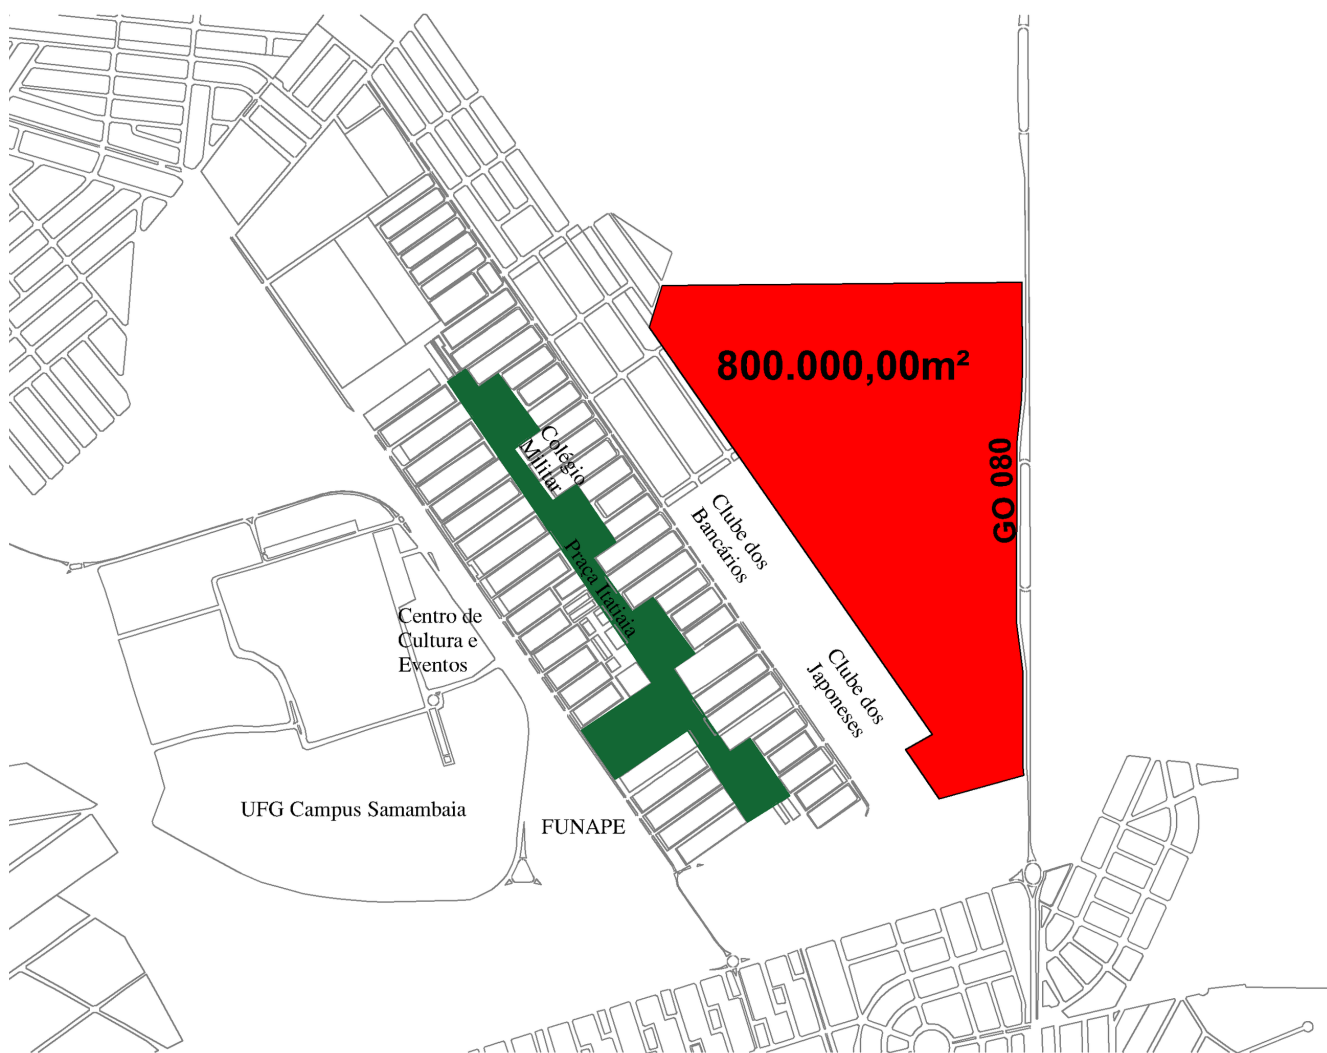 800.000,00m²
GO 080
Colégio
Militar
Clube dos
Bancários
Praça Itatiaia
Centro de
Cultura e
Eventos
Clube dos
Japoneses
UFG Campus Samambaia
FUNAPE